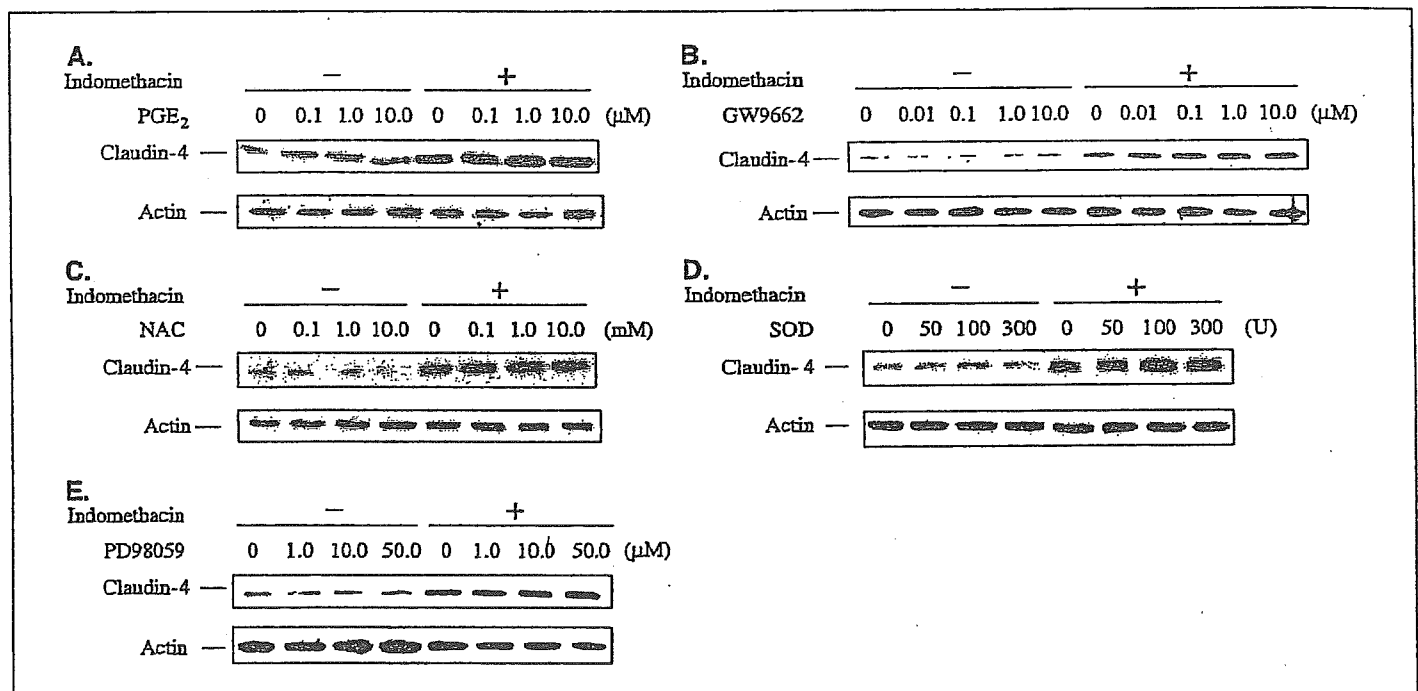 A.
Indomethacin − +
PGE₂ 0 0.1 1.0 10.0 0 0.1 1.0 10.0 (μM)
Claudin-4
Actin
B.
Indomethacin − +
GW9662 0 0.01 0.1 1.0 10.0 0 0.01 0.1 1.0 10.0 (μM)
Claudin-4
Actin
C.
Indomethacin − +
NAC 0 0.1 1.0 10.0 0 0.1 1.0 10.0 (mM)
Claudin-4
Actin
D.
Indomethacin − +
SOD 0 50 100 300 0 50 100 300 (U)
Claudin-4
Actin
E.
Indomethacin − +
PD98059 0 1.0 10.0 50.0 0 1.0 10.0 50.0 (μM)
Claudin-4
Actin